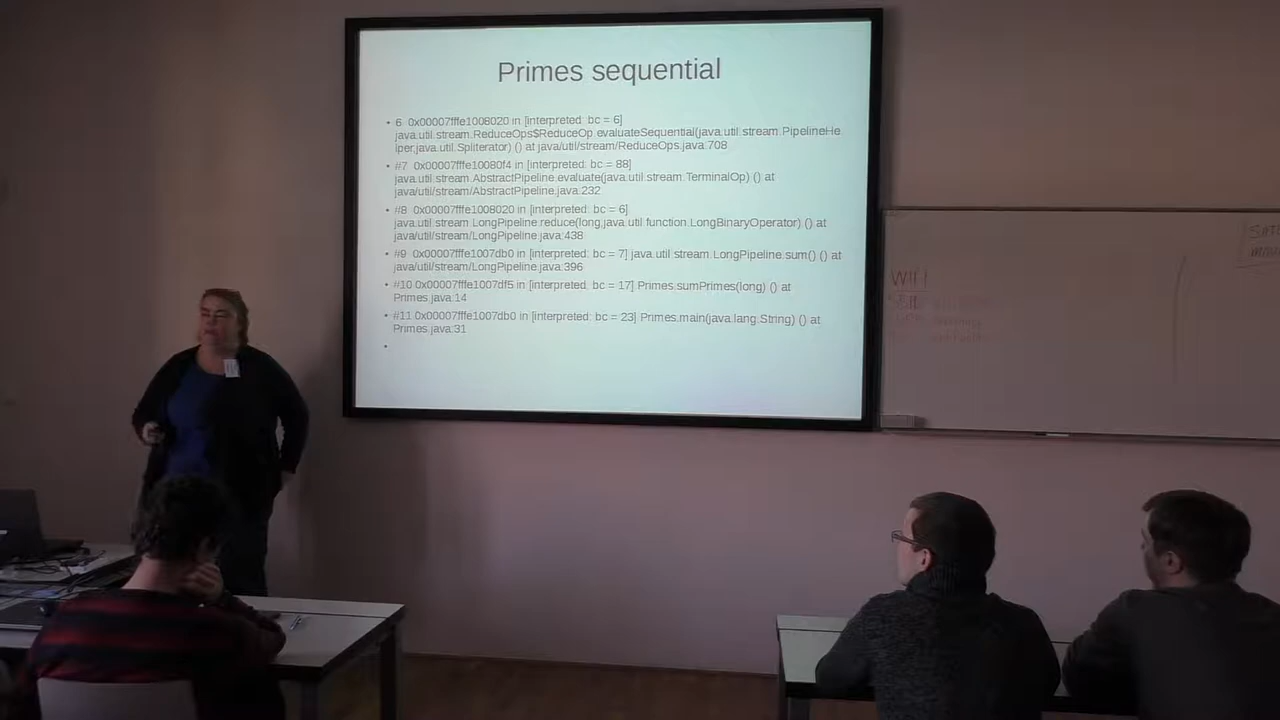 Primes sequential
• 6 0x00007fffe1008020 in [interpreted: bc = 6]
java.util.stream.ReduceOps$ReduceOp.evaluateSequential(java.util.stream.PipelineHe
lper,java.util.Spliterator) () at java/util/stream/ReduceOps.java:708
• #7 0x00007fffe10080f4 in [interpreted: bc = 88]
java.util.stream.AbstractPipeline.evaluate(java.util.stream.TerminalOp) () at
java/util/stream/AbstractPipeline.java:232
• #8 0x00007fffe1008020 in [interpreted: bc = 6]
java.util.stream.LongPipeline.reduce(long,java.util.function.LongBinaryOperator) () at
java/util/stream/LongPipeline.java:438
• #9 0x00007fffe1007db0 in [interpreted: bc = 7] java.util.stream.LongPipeline.sum() () at
java/util/stream/LongPipeline.java:396
• #10 0x00007fffe1007df5 in [interpreted: bc = 17] Primes.sumPrimes(long) () at
Primes.java:14
• #11 0x00007fffe1007db0 in [interpreted: bc = 23] Primes.main(java.lang.String) () at
Primes.java:31
•
WIFI